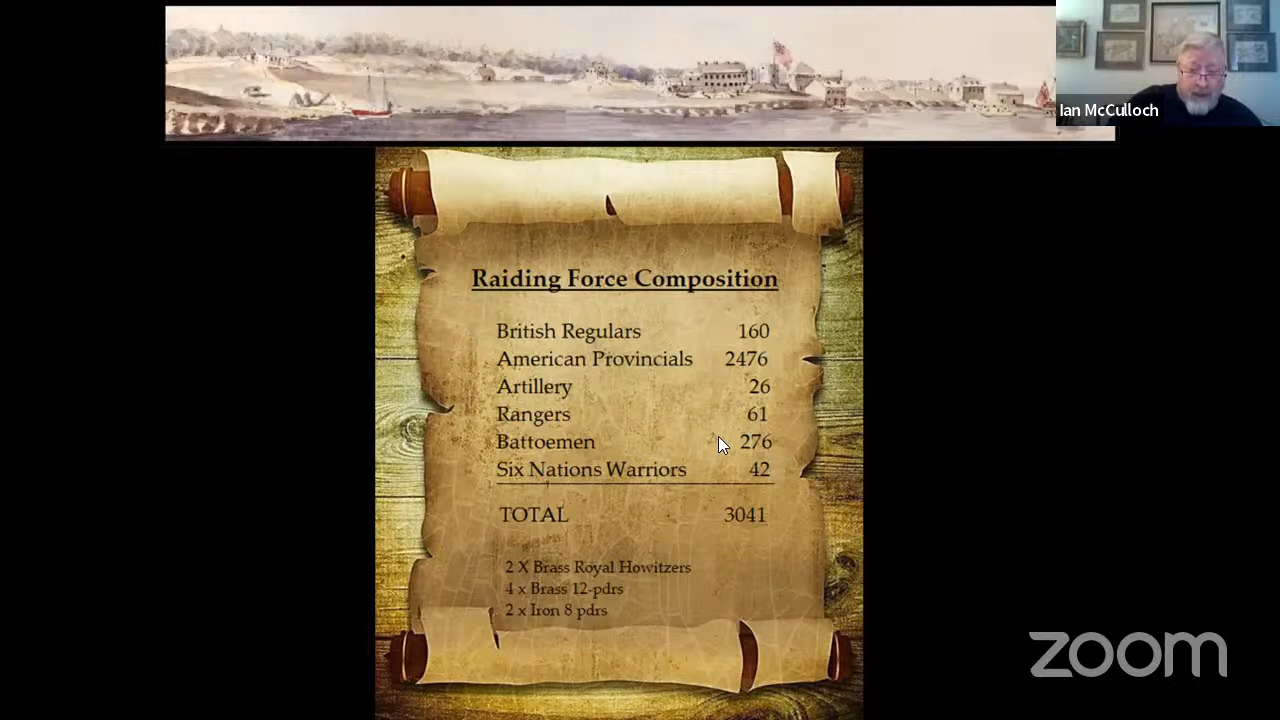 Ian McCulloch
Raiding Force Composition
British Regulars 160
American Provincials 2476
Artillery 26
Rangers 61
Battoemen 276
Six Nations Warriors 42
TOTAL 3041
2 X Brass Royal Howitzers
4 x Brass 12-pdrs
2 x Iron 8 pdrs
zoom